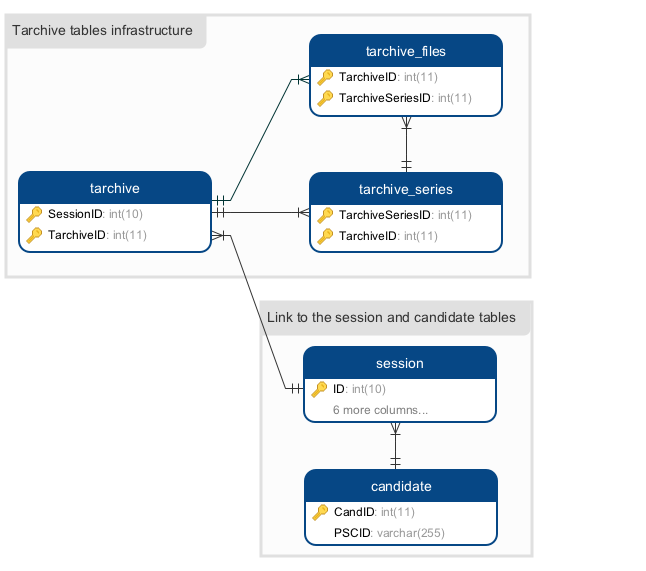 Tarchive tables infrastructure
tarchive_files
TarchiveID: int(11)
TarchiveSeriesID: int(11)
tarchive
SessionID: int(10)
TarchiveID: int(11)
tarchive_series
TarchiveSeriesID: int(11)
TarchiveID: int(11)
Link to the session and candidate tables
session
ID: int(10)
6 more columns...
candidate
CandID: int(11)
PSCID: varchar(255)